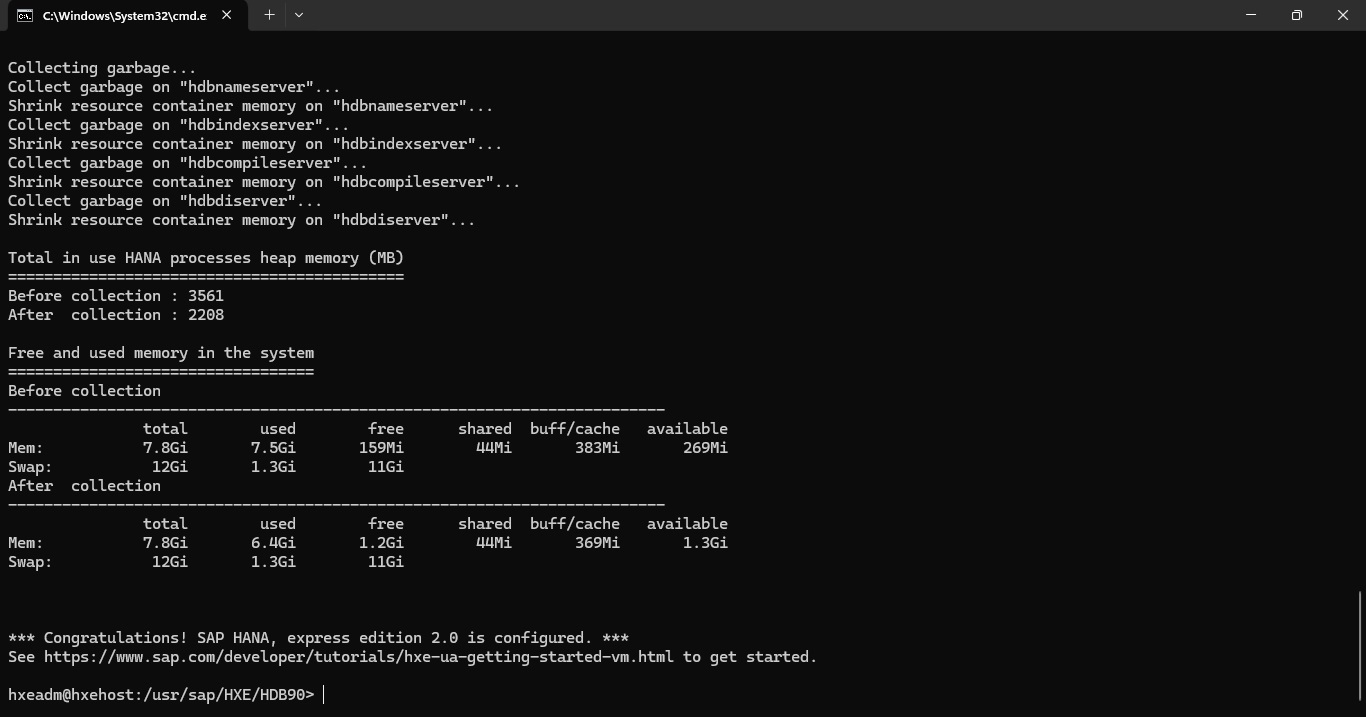 C:\Windows\System32\cmd.e
Collecting garbage...
Collect garbage on "hdbnameserver"...
Shrink resource container memory on "hdbnameserver"...
Collect garbage on "hdbindexserver"...
Shrink resource container memory on "hdbindexserver"...
Collect garbage on "hdbcompileserver"...
Shrink resource container memory on "hdbcompileserver"...
Collect garbage on "hdbdiserver"...
Shrink resource container memory on "hdbdiserver"...
Total in use HANA processes heap memory (MB)
============================================
Before collection : 3561
After  collection : 2208
Free and used memory in the system
==================================
Before collection
-------------------------------------------------------------------------
               total        used        free      shared  buff/cache   available
Mem:           7.8Gi       7.5Gi       159Mi        44Mi       383Mi       269Mi
Swap:           12Gi       1.3Gi        11Gi
After  collection
-------------------------------------------------------------------------
               total        used        free      shared  buff/cache   available
Mem:           7.8Gi       6.4Gi       1.2Gi        44Mi       369Mi       1.3Gi
Swap:           12Gi       1.3Gi        11Gi
*** Congratulations! SAP HANA, express edition 2.0 is configured. ***
See https://www.sap.com/developer/tutorials/hxe-ua-getting-started-vm.html to get started.
hxeadm@hxehost:/usr/sap/HXE/HDB90>